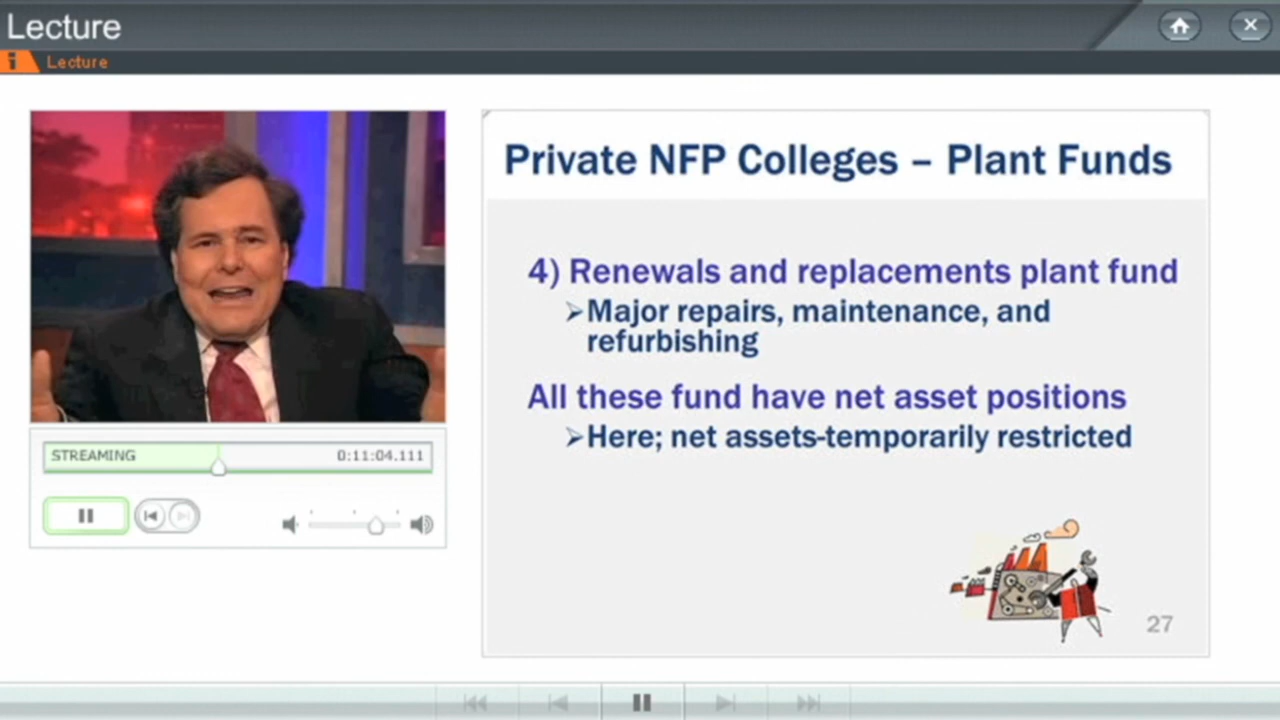 Lecture
i Lecture
Private NFP Colleges – Plant Funds
4) Renewals and replacements plant fund
➢Major repairs, maintenance, and
refurbishing
All these fund have net asset positions
➢Here; net assets-temporarily restricted
STREAMING 0:11:04.111
27